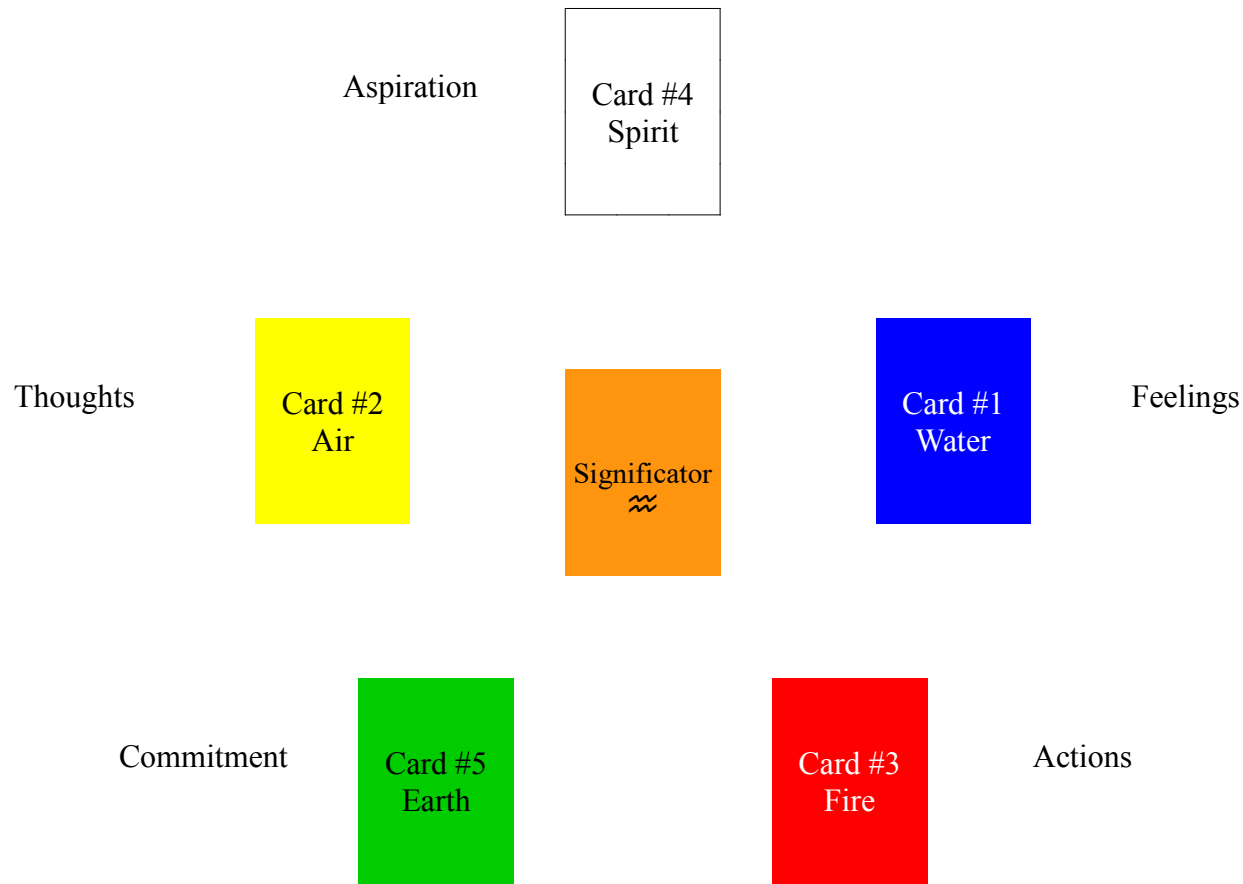 Aspiration
Card #4
Spirit
Thoughts
Card #2
Air
Significator
♒
Card #1
Water
Feelings
Commitment
Card #5
Earth
Card #3
Fire
Actions